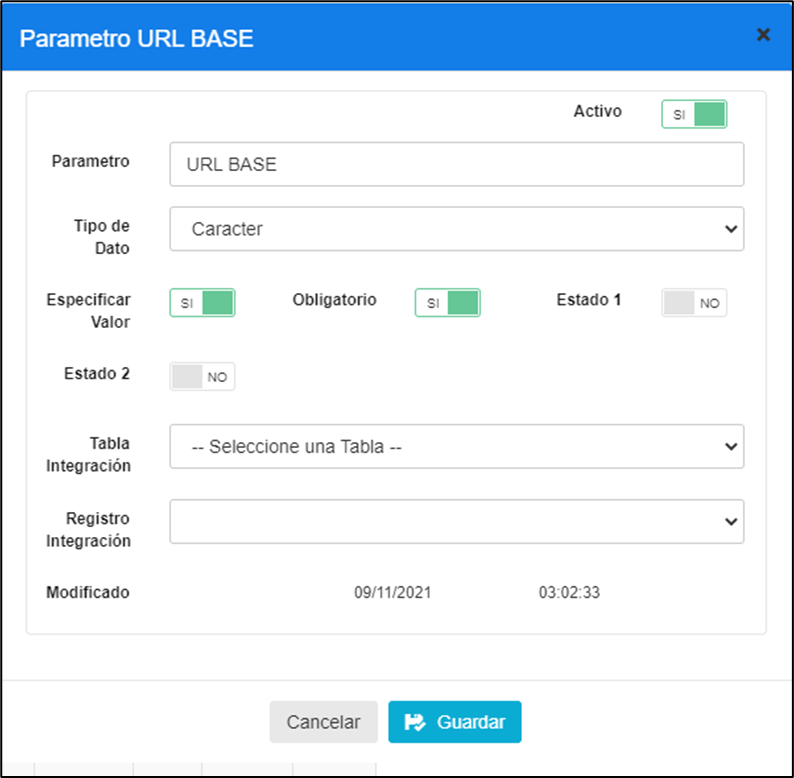 Parametro URL BASE ×
Activo SI
Parametro URL BASE
Tipo de
Dato
Caracter
Especificar
Valor
SI
Obligatorio SI
Estado 1 NO
Estado 2 NO
Tabla
Integración
-- Seleccione una Tabla --
Registro
Integración
Modificado 09/11/2021 03:02:33
Cancelar Guardar